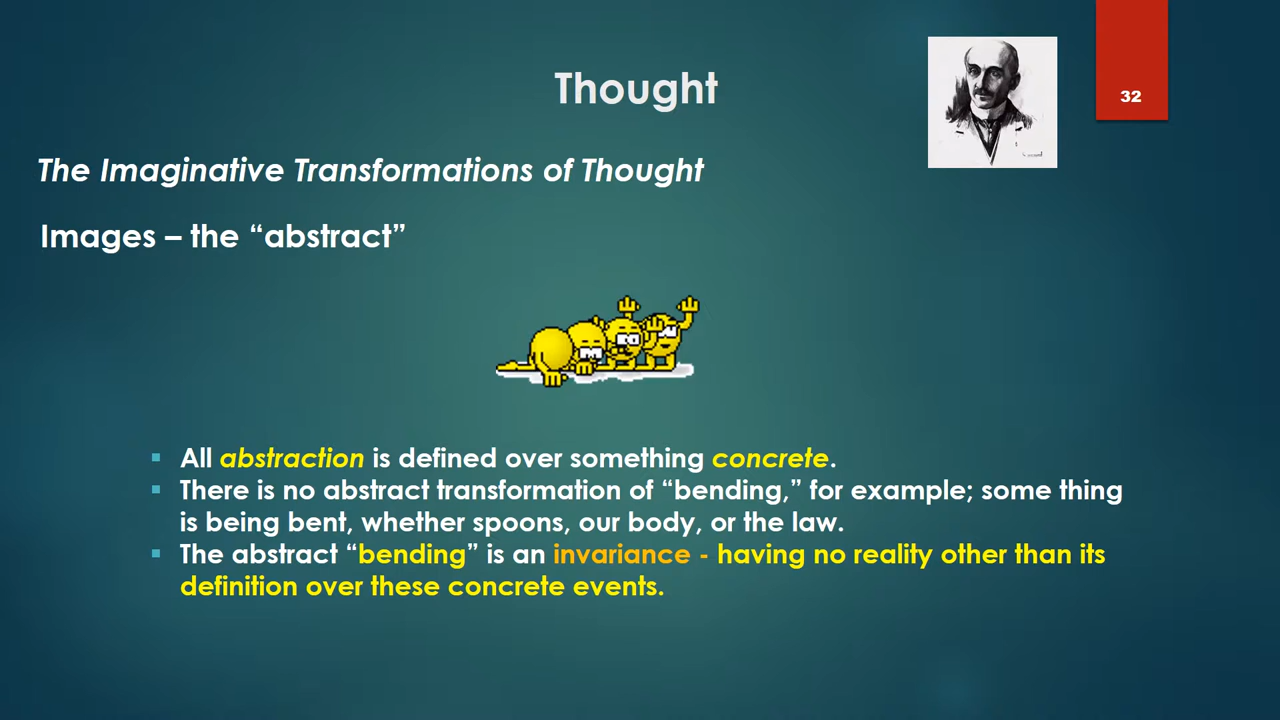 Thought
32
The Imaginative Transformations of Thought
Images – the “abstract”
▪ All abstraction is defined over something concrete.
▪ There is no abstract transformation of “bending,” for example; some thing
is being bent, whether spoons, our body, or the law.
▪ The abstract “bending” is an invariance - having no reality other than its
definition over these concrete events.